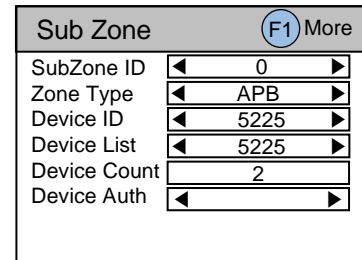 Sub Zone F1 More
SubZone ID 0
Zone Type APB
Device ID 5225
Device List 5225
Device Count 2
Device Auth